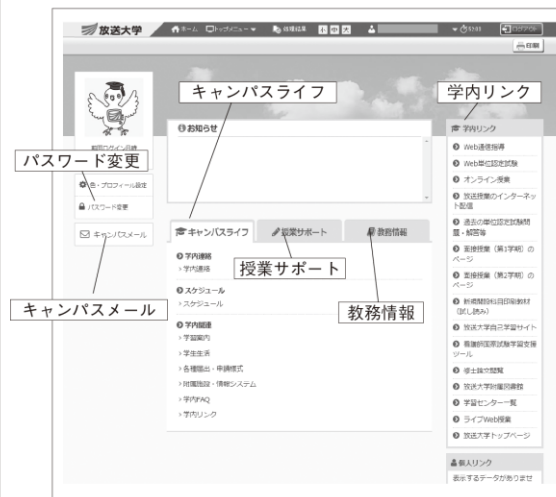 放送大学
ホーム
トップメニュー
小 中 大
ログアウト
印刷
キャンパスライフ
学内リンク
お知らせ
学内リンク
Web通信指導
Web単位認定試験
オンライン授業
放送授業のインターネッ
ト配信
過去の単位認定試験問
題・解答等
面接授業(第1学期)の
ページ
面接授業(第2学期)の
ページ
新規開設科目印刷教材
(試し読み)
放送大学自己学習サイト
看護師国家試験学習支援
ツール
修士論文閲覧
放送大学附属図書館
学習センター一覧
ライブWeb授業
放送大学トップページ
個人リンク
表示するデータがありませ
パスワード変更
色・プロフィール設定
パスワード変更
キャンパスメール
キャンパスメール
キャンパスライフ
授業サポート
教務情報
授業サポート
教務情報
学内連絡
›学内連絡
スケジュール
›スケジュール
学内関連
›学習案内
›学生生活
›各種届出・申請様式
›附属施設・情報システム
›学内FAQ
›学内リンク